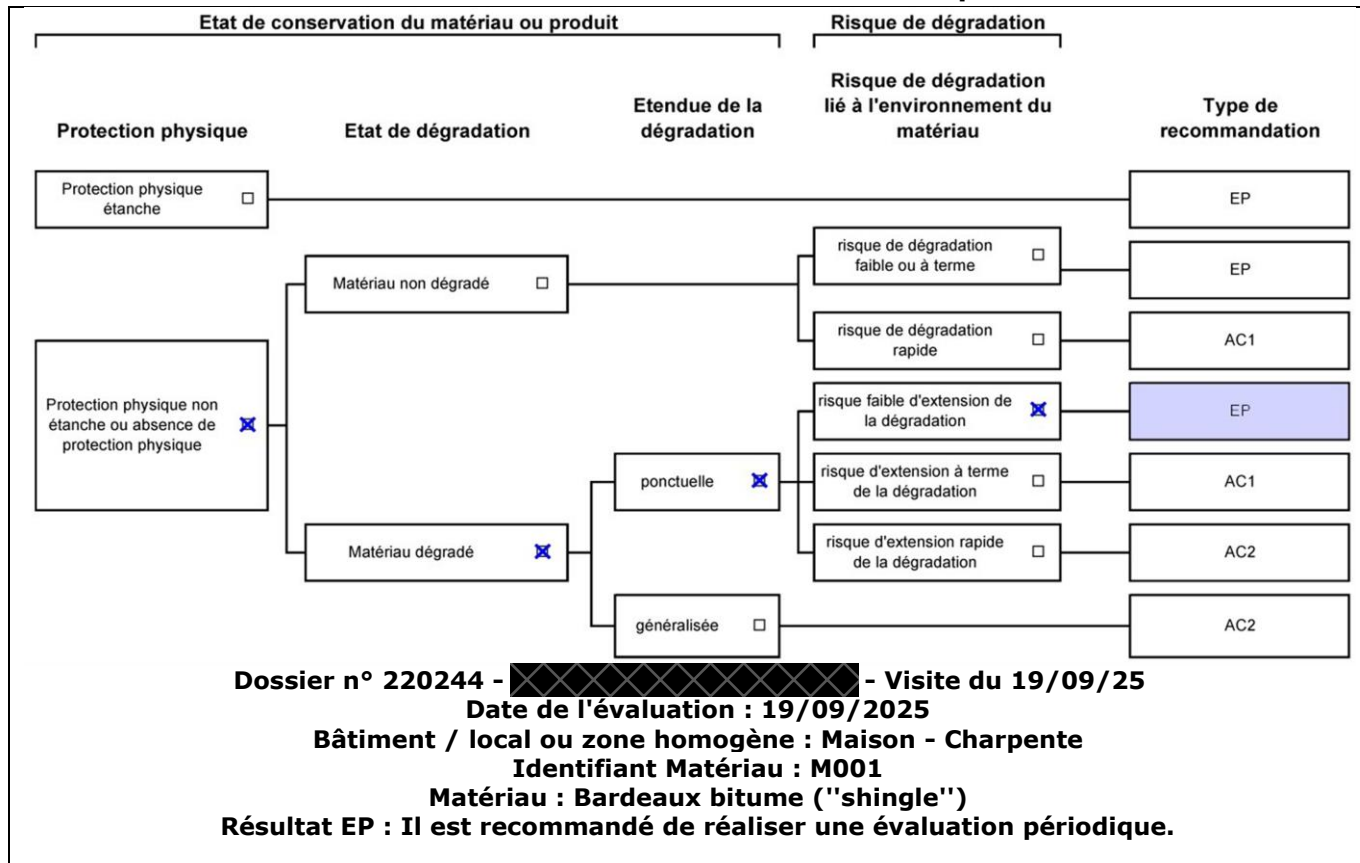 Etat de conservation du matériau ou produit
Risque de dégradation
Protection physique
Etat de dégradation
Etendue de la
dégradation
Risque de dégradation
lié à l'environnement du
matériau
Type de
recommandation
Protection physique
étanche
EP
Protection physique non
étanche ou absence de
protection physique
Matériau non dégradé
risque de dégradation
faible ou à terme
EP
risque de dégradation
rapide
AC1
Matériau dégradé
ponctuelle
risque faible d'extension de
la dégradation
EP
risque d'extension à terme
de la dégradation
AC1
risque d'extension rapide
de la dégradation
AC2
généralisée
AC2
Dossier n° 220244 - - Visite du 19/09/25
Date de l'évaluation : 19/09/2025
Bâtiment / local ou zone homogène : Maison - Charpente
Identifiant Matériau : M001
Matériau : Bardeaux bitume (''shingle'')
Résultat EP : Il est recommandé de réaliser une évaluation périodique.